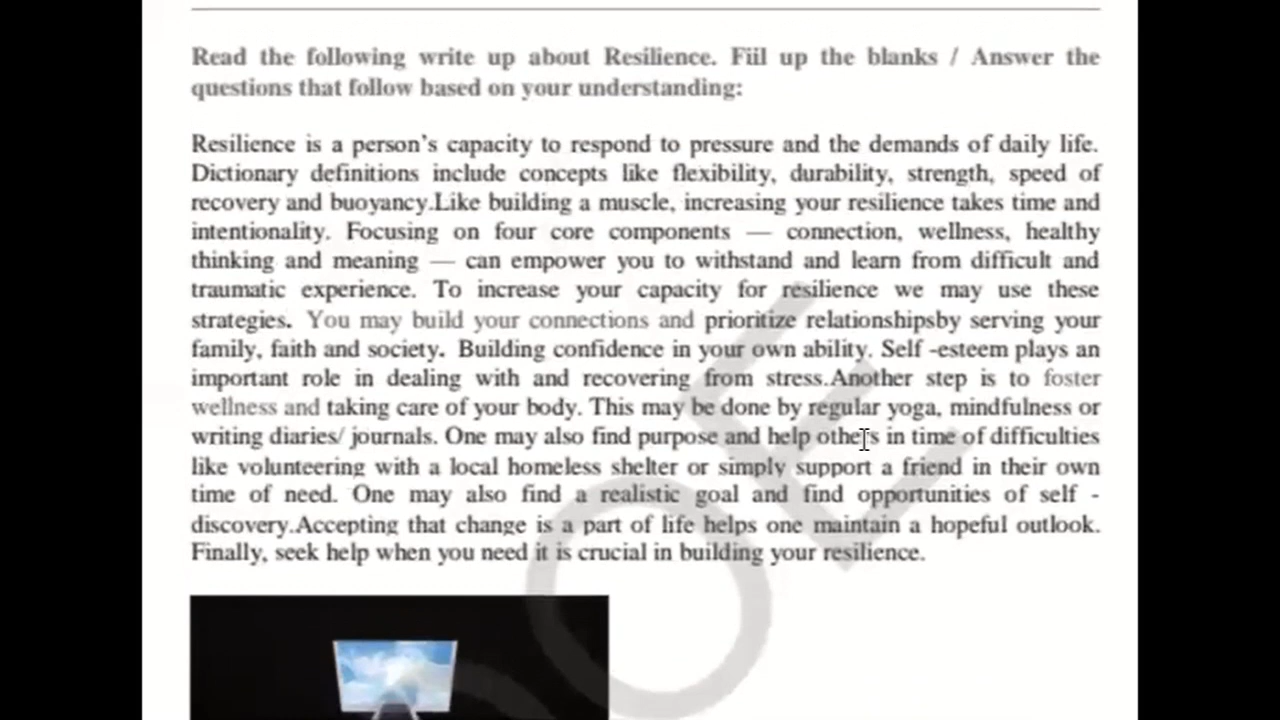 Read the following write up about Resilience. Fiil up the blanks / Answer the
questions that follow based on your understanding:
Resilience is a person's capacity to respond to pressure and the demands of daily life.
Dictionary definitions include concepts like flexibility, durability, strength, speed of
recovery and buoyancy.Like building a muscle, increasing your resilience takes time and
intentionality. Focusing on four core components — connection, wellness, healthy
thinking and meaning — can empower you to withstand and learn from difficult and
traumatic experience. To increase your capacity for resilience we may use these
strategies. You may build your connections and prioritize relationshipsby serving your
family, faith and society. Building confidence in your own ability. Self -esteem plays an
important role in dealing with and recovering from stress.Another step is to foster
wellness and taking care of your body. This may be done by regular yoga, mindfulness or
writing diaries/ journals. One may also find purpose and help others in time of difficulties
like volunteering with a local homeless shelter or simply support a friend in their own
time of need. One may also find a realistic goal and find opportunities of self -
discovery.Accepting that change is a part of life helps one maintain a hopeful outlook.
Finally, seek help when you need it is crucial in building your resilience.